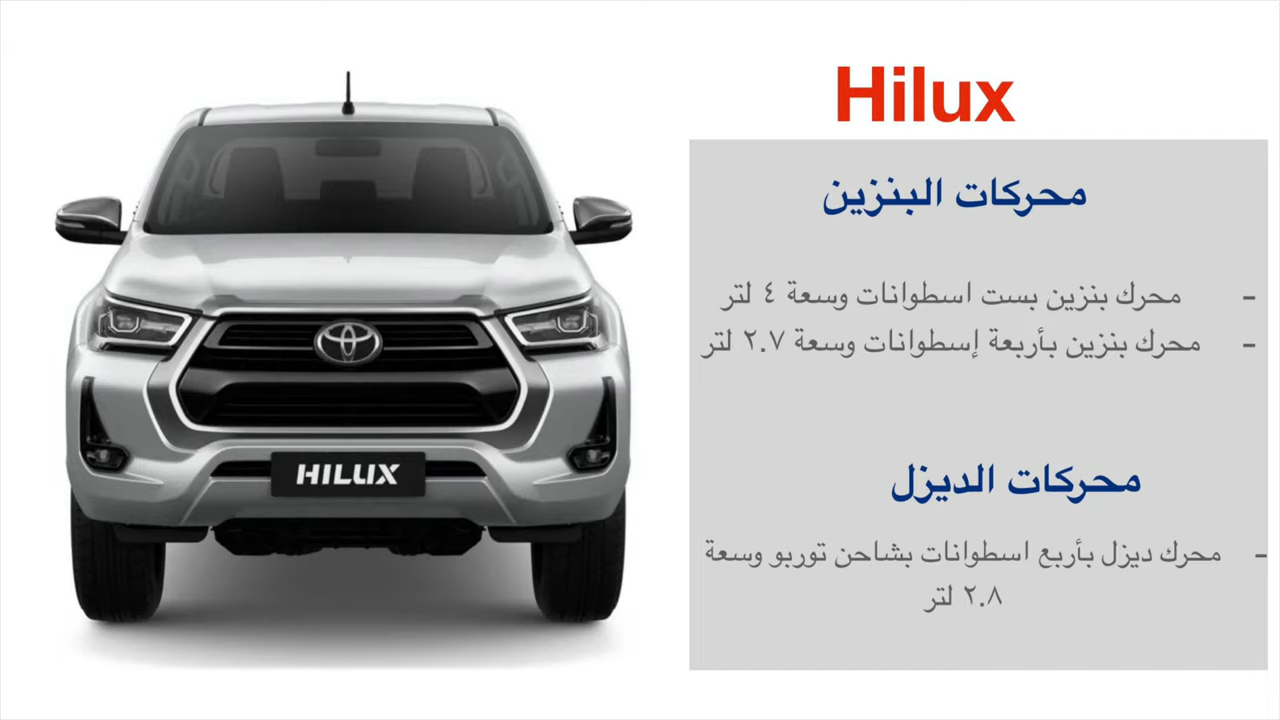 Hilux
محركات البنزين
- محرك بنزين بست اسطوانات وسعة ٤ لتر
- محرك بنزين بأربعة إسطوانات وسعة ٢.٧ لتر
محركات الديزل
- محرك ديزل بأربع اسطوانات بشاحن توربو وسعة
٢.٨ لتر
HILUX